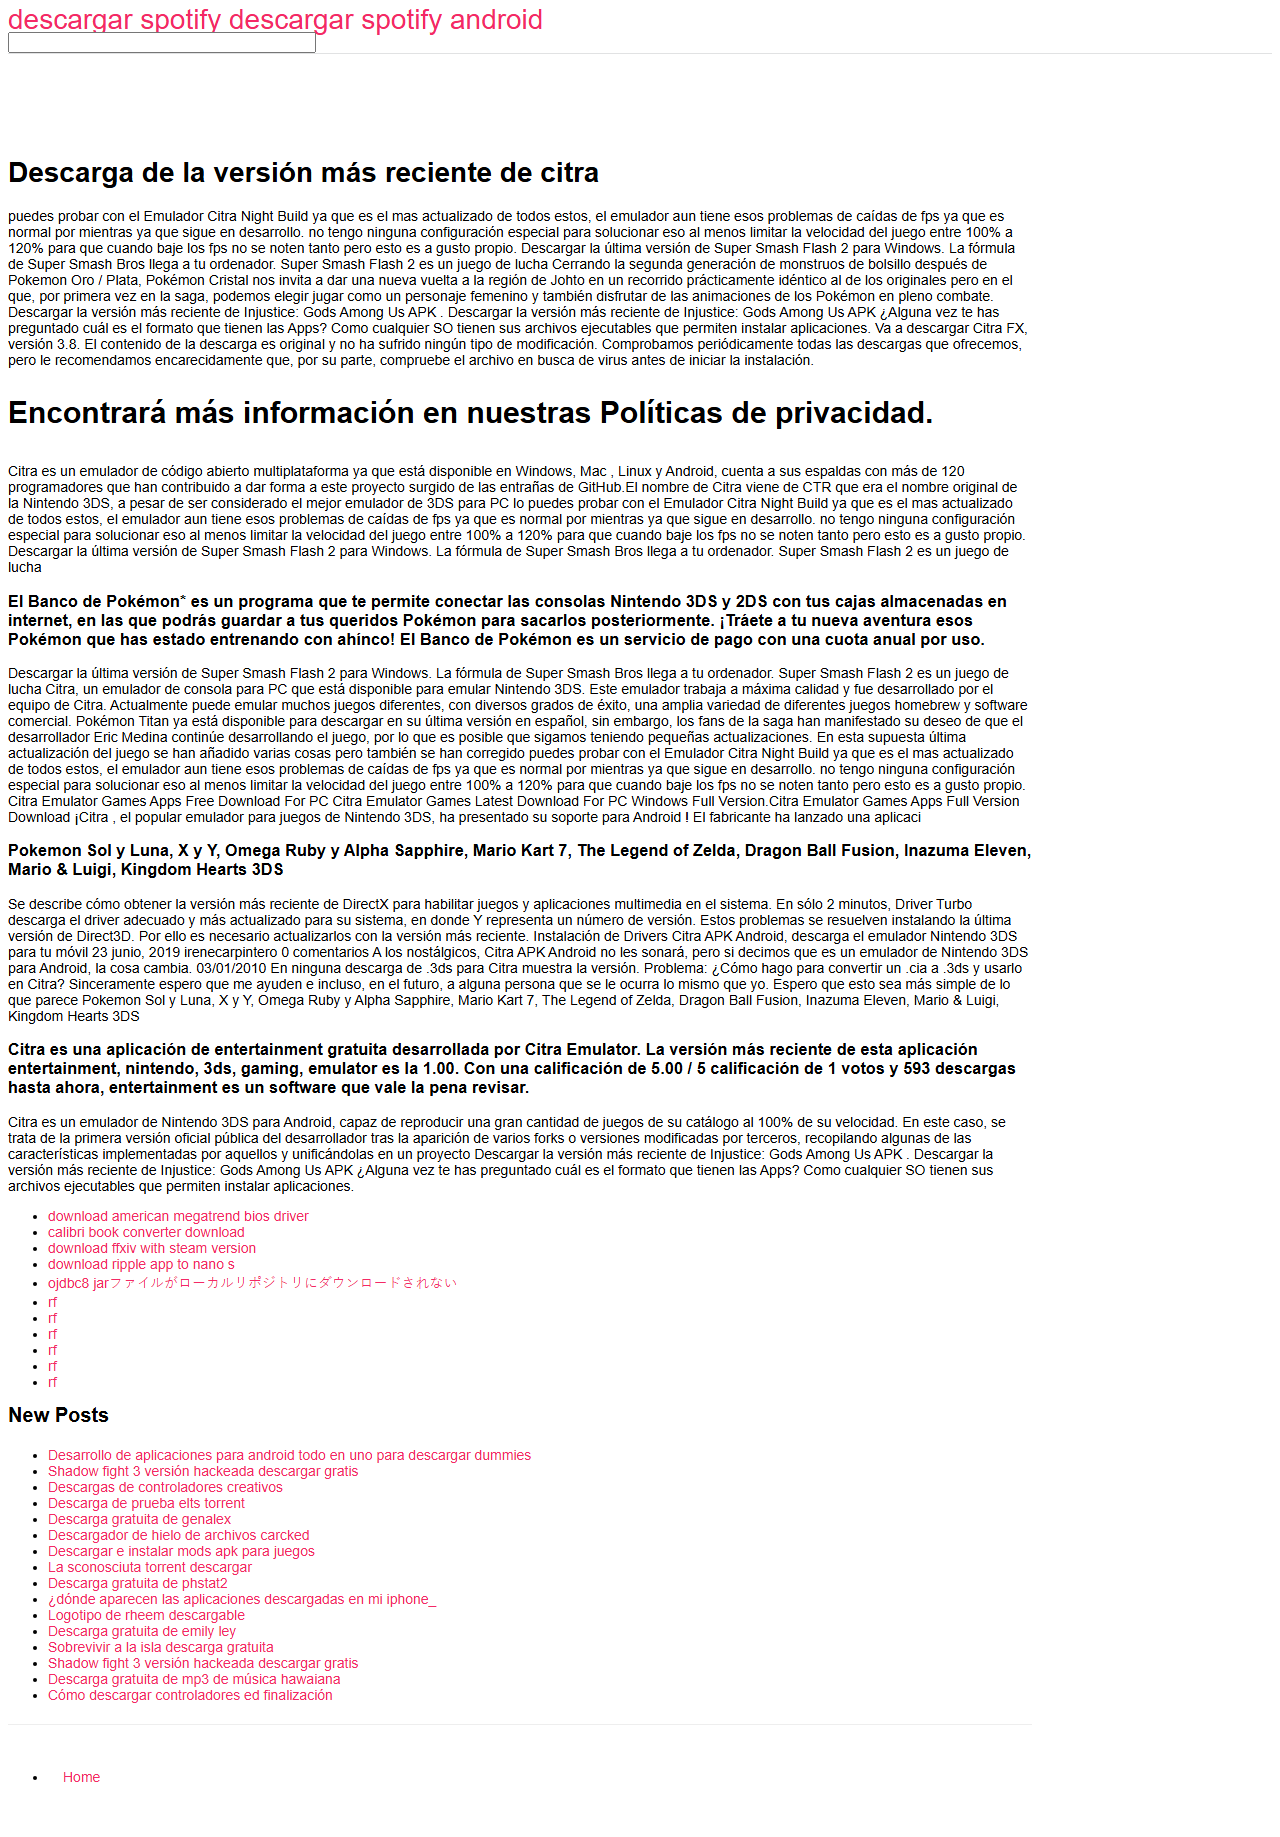 descargar spotify descargar spotify android
Descarga de la versión más reciente de citra
puedes probar con el Emulador Citra Night Build ya que es el mas actualizado de todos estos, el emulador aun tiene esos problemas de caídas de fps ya que es
normal por mientras ya que sigue en desarrollo. no tengo ninguna configuración especial para solucionar eso al menos limitar la velocidad del juego entre 100% a
120% para que cuando baje los fps no se noten tanto pero esto es a gusto propio. Descargar la última versión de Super Smash Flash 2 para Windows. La fórmula
de Super Smash Bros llega a tu ordenador. Super Smash Flash 2 es un juego de lucha Cerrando la segunda generación de monstruos de bolsillo después de
Pokemon Oro / Plata, Pokémon Cristal nos invita a dar una nueva vuelta a la región de Johto en un recorrido prácticamente idéntico al de los originales pero en el
que, por primera vez en la saga, podemos elegir jugar como un personaje femenino y también disfrutar de las animaciones de los Pokémon en pleno combate.
Descargar la versión más reciente de Injustice: Gods Among Us APK . Descargar la versión más reciente de Injustice: Gods Among Us APK ¿Alguna vez te has
preguntado cuál es el formato que tienen las Apps? Como cualquier SO tienen sus archivos ejecutables que permiten instalar aplicaciones. Va a descargar Citra FX,
versión 3.8. El contenido de la descarga es original y no ha sufrido ningún tipo de modificación. Comprobamos periódicamente todas las descargas que ofrecemos,
pero le recomendamos encarecidamente que, por su parte, compruebe el archivo en busca de virus antes de iniciar la instalación.
Encontrará más información en nuestras Políticas de privacidad.
Citra es un emulador de código abierto multiplataforma ya que está disponible en Windows, Mac , Linux y Android, cuenta a sus espaldas con más de 120
programadores que han contribuido a dar forma a este proyecto surgido de las entrañas de GitHub.El nombre de Citra viene de CTR que era el nombre original de
la Nintendo 3DS, a pesar de ser considerado el mejor emulador de 3DS para PC lo puedes probar con el Emulador Citra Night Build ya que es el mas actualizado
de todos estos, el emulador aun tiene esos problemas de caídas de fps ya que es normal por mientras ya que sigue en desarrollo. no tengo ninguna configuración
especial para solucionar eso al menos limitar la velocidad del juego entre 100% a 120% para que cuando baje los fps no se noten tanto pero esto es a gusto propio.
Descargar la última versión de Super Smash Flash 2 para Windows. La fórmula de Super Smash Bros llega a tu ordenador. Super Smash Flash 2 es un juego de
lucha
El Banco de Pokémon* es un programa que te permite conectar las consolas Nintendo 3DS y 2DS con tus cajas almacenadas en
internet, en las que podrás guardar a tus queridos Pokémon para sacarlos posteriormente. ¡Tráete a tu nueva aventura esos
Pokémon que has estado entrenando con ahínco! El Banco de Pokémon es un servicio de pago con una cuota anual por uso.
Descargar la última versión de Super Smash Flash 2 para Windows. La fórmula de Super Smash Bros llega a tu ordenador. Super Smash Flash 2 es un juego de
lucha Citra, un emulador de consola para PC que está disponible para emular Nintendo 3DS. Este emulador trabaja a máxima calidad y fue desarrollado por el
equipo de Citra. Actualmente puede emular muchos juegos diferentes, con diversos grados de éxito, una amplia variedad de diferentes juegos homebrew y software
comercial. Pokémon Titan ya está disponible para descargar en su última versión en español, sin embargo, los fans de la saga han manifestado su deseo de que el
desarrollador Eric Medina continúe desarrollando el juego, por lo que es posible que sigamos teniendo pequeñas actualizaciones. En esta supuesta última
actualización del juego se han añadido varias cosas pero también se han corregido puedes probar con el Emulador Citra Night Build ya que es el mas actualizado
de todos estos, el emulador aun tiene esos problemas de caídas de fps ya que es normal por mientras ya que sigue en desarrollo. no tengo ninguna configuración
especial para solucionar eso al menos limitar la velocidad del juego entre 100% a 120% para que cuando baje los fps no se noten tanto pero esto es a gusto propio.
Citra Emulator Games Apps Free Download For PC Citra Emulator Games Latest Download For PC Windows Full Version.Citra Emulator Games Apps Full Version
Download ¡Citra , el popular emulador para juegos de Nintendo 3DS, ha presentado su soporte para Android ! El fabricante ha lanzado una aplicaci
Pokemon Sol y Luna, X y Y, Omega Ruby y Alpha Sapphire, Mario Kart 7, The Legend of Zelda, Dragon Ball Fusion, Inazuma Eleven,
Mario & Luigi, Kingdom Hearts 3DS
Se describe cómo obtener la versión más reciente de DirectX para habilitar juegos y aplicaciones multimedia en el sistema. En sólo 2 minutos, Driver Turbo
descarga el driver adecuado y más actualizado para su sistema, en donde Y representa un número de versión. Estos problemas se resuelven instalando la última
versión de Direct3D. Por ello es necesario actualizarlos con la versión más reciente. Instalación de Drivers Citra APK Android, descarga el emulador Nintendo 3DS
para tu móvil 23 junio, 2019 irenecarpintero 0 comentarios A los nostálgicos, Citra APK Android no les sonará, pero si decimos que es un emulador de Nintendo 3DS
para Android, la cosa cambia. 03/01/2010 En ninguna descarga de .3ds para Citra muestra la versión. Problema: ¿Cómo hago para convertir un .cia a .3ds y usarlo
en Citra? Sinceramente espero que me ayuden e incluso, en el futuro, a alguna persona que se le ocurra lo mismo que yo. Espero que esto sea más simple de lo
que parece Pokemon Sol y Luna, X y Y, Omega Ruby y Alpha Sapphire, Mario Kart 7, The Legend of Zelda, Dragon Ball Fusion, Inazuma Eleven, Mario & Luigi,
Kingdom Hearts 3DS
Citra es una aplicación de entertainment gratuita desarrollada por Citra Emulator. La versión más reciente de esta aplicación
entertainment, nintendo, 3ds, gaming, emulator es la 1.00. Con una calificación de 5.00 / 5 calificación de 1 votos y 593 descargas
hasta ahora, entertainment es un software que vale la pena revisar.
Citra es un emulador de Nintendo 3DS para Android, capaz de reproducir una gran cantidad de juegos de su catálogo al 100% de su velocidad. En este caso, se
trata de la primera versión oficial pública del desarrollador tras la aparición de varios forks o versiones modificadas por terceros, recopilando algunas de las
características implementadas por aquellos y unificándolas en un proyecto Descargar la versión más reciente de Injustice: Gods Among Us APK . Descargar la
versión más reciente de Injustice: Gods Among Us APK ¿Alguna vez te has preguntado cuál es el formato que tienen las Apps? Como cualquier SO tienen sus
archivos ejecutables que permiten instalar aplicaciones.
download american megatrend bios driver
calibri book converter download
download ffxiv with steam version
download ripple app to nano s
ojdbc8 jarファイルがローカルリポジトリにダウンロードされない
rf
rf
rf
rf
rf
rf
New Posts
Desarrollo de aplicaciones para android todo en uno para descargar dummies
Shadow fight 3 versión hackeada descargar gratis
Descargas de controladores creativos
Descarga de prueba elts torrent
Descarga gratuita de genalex
Descargador de hielo de archivos carcked
Descargar e instalar mods apk para juegos
La sconosciuta torrent descargar
Descarga gratuita de phstat2
¿dónde aparecen las aplicaciones descargadas en mi iphone_
Logotipo de rheem descargable
Descarga gratuita de emily ley
Sobrevivir a la isla descarga gratuita
Shadow fight 3 versión hackeada descargar gratis
Descarga gratuita de mp3 de música hawaiana
Cómo descargar controladores ed finalización
Home